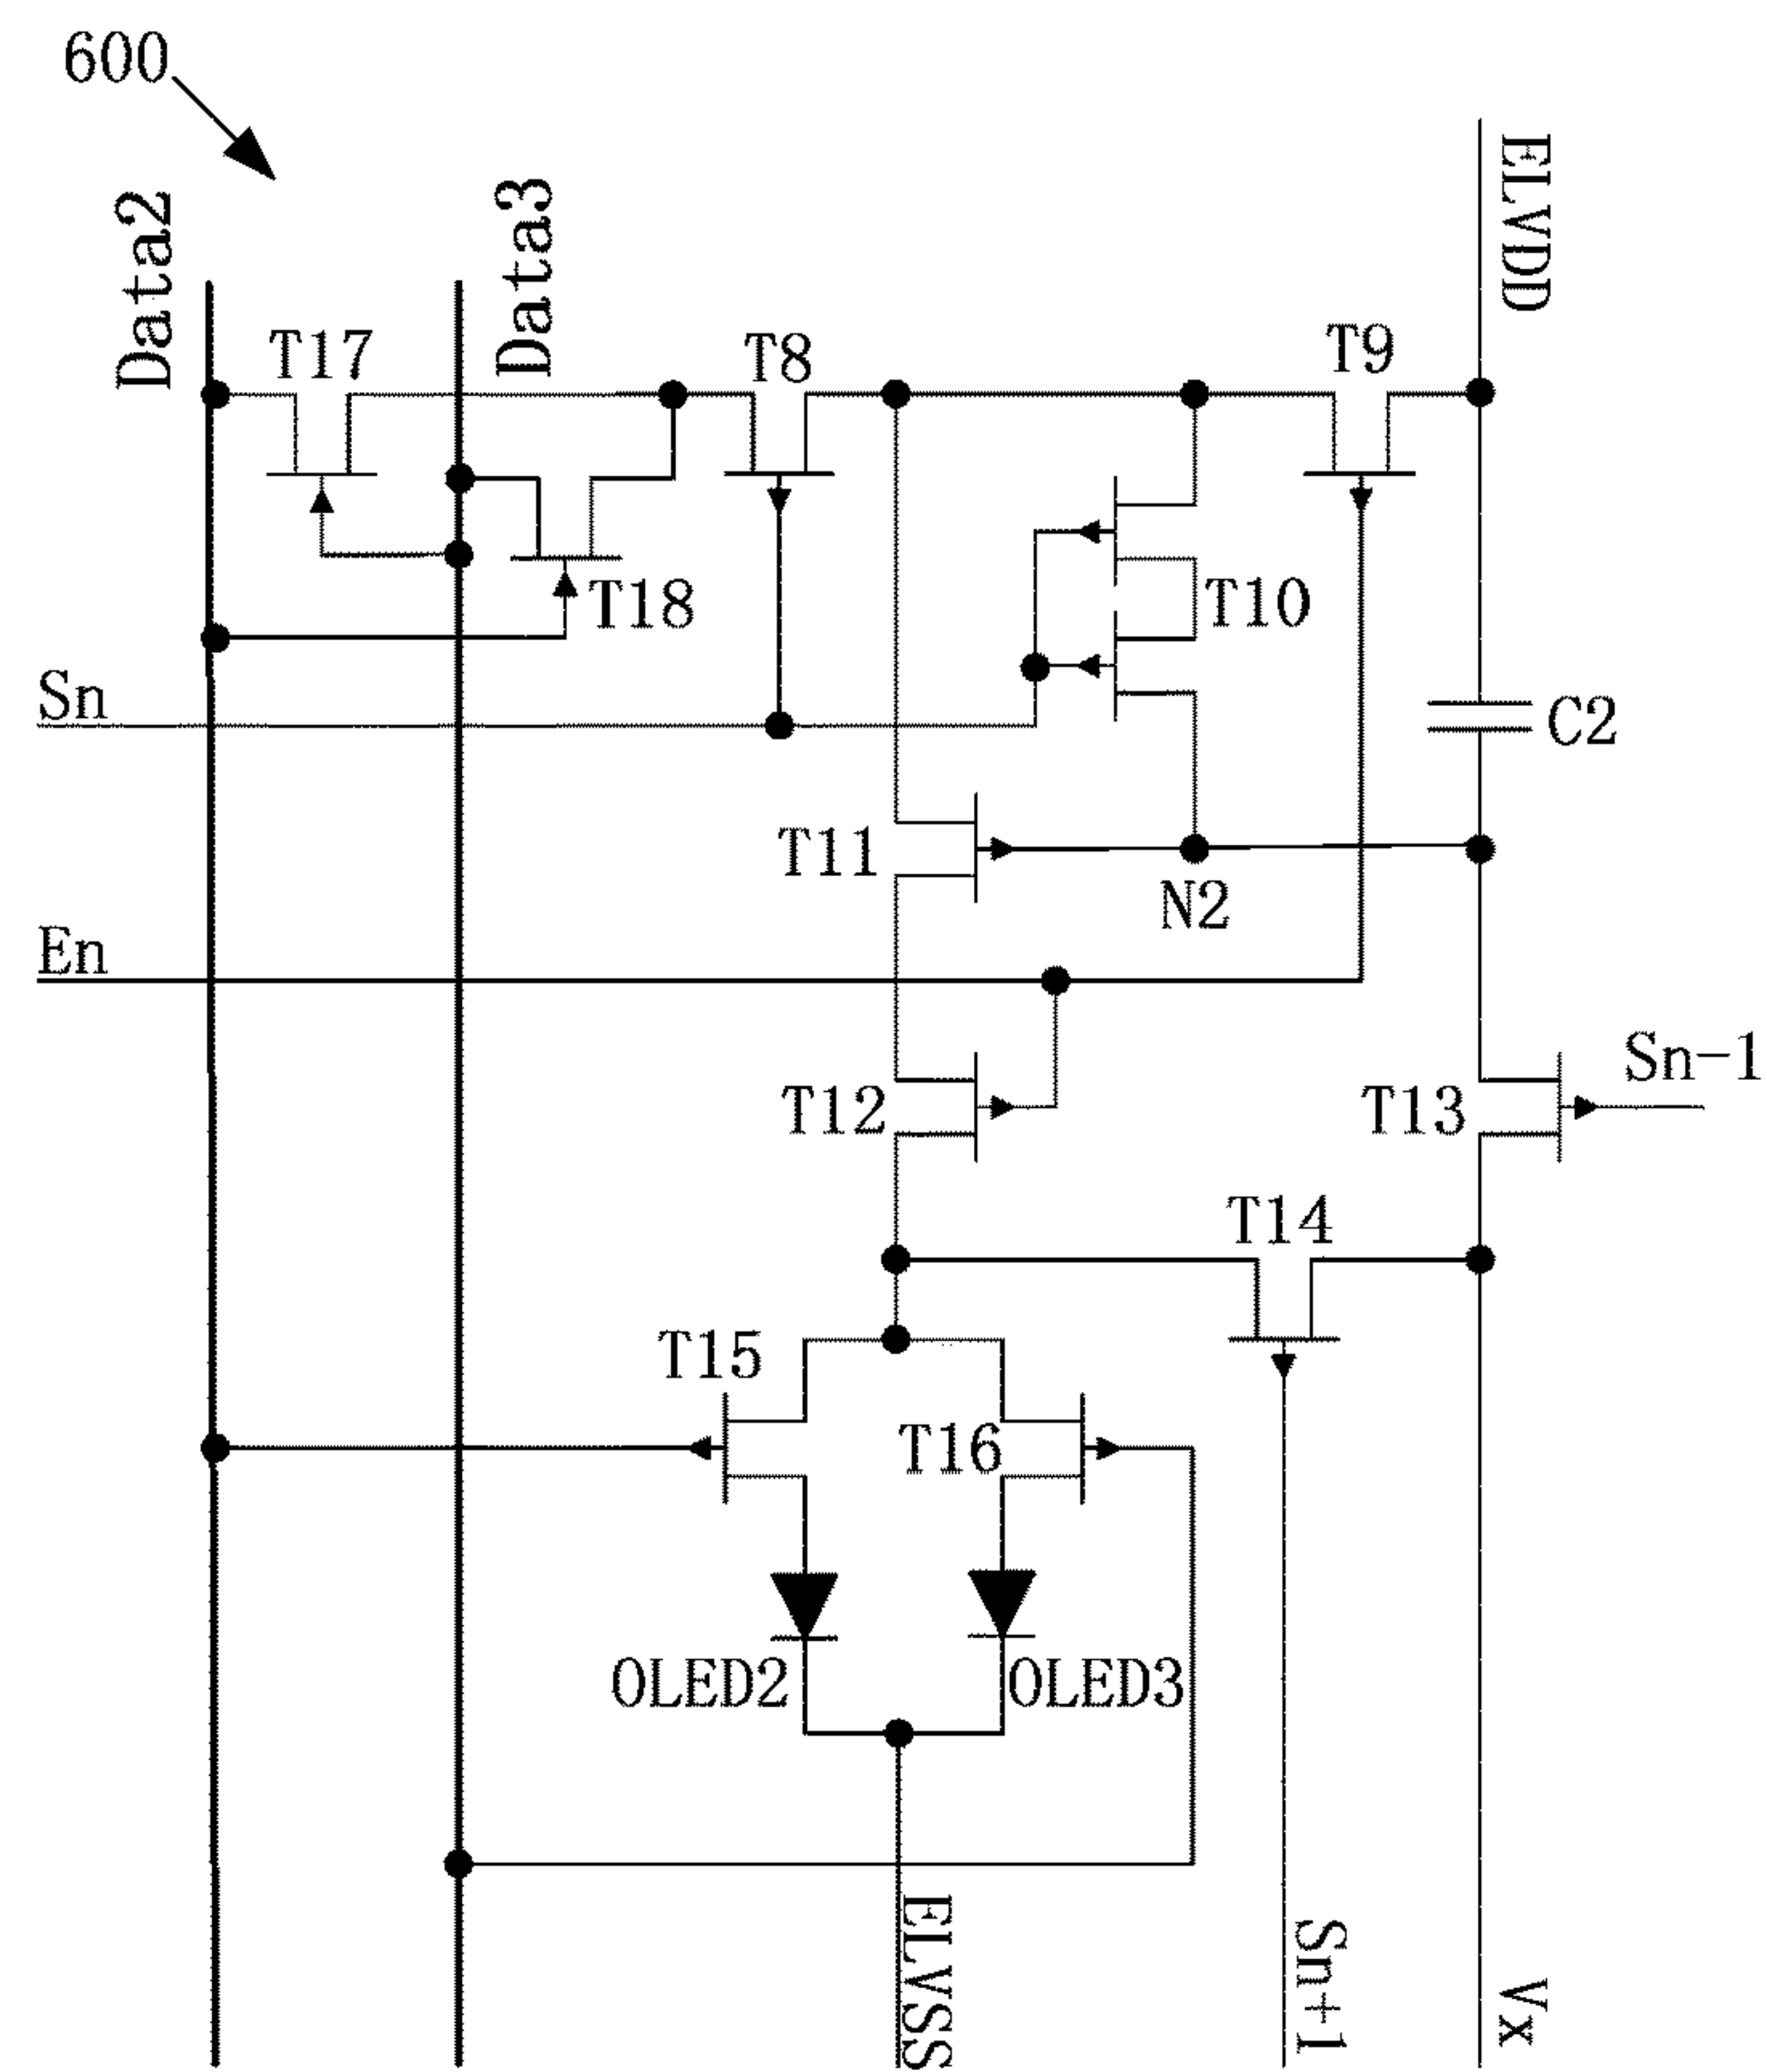 600
Data2
Data3
ELVDD
T17
T8
T9
T18
T10
Sn
C2
T11
N2
En
T12
T13
Sn-1
T14
T15
T16
OLED2
OLED3
ELVSS
Sn+1
Vx